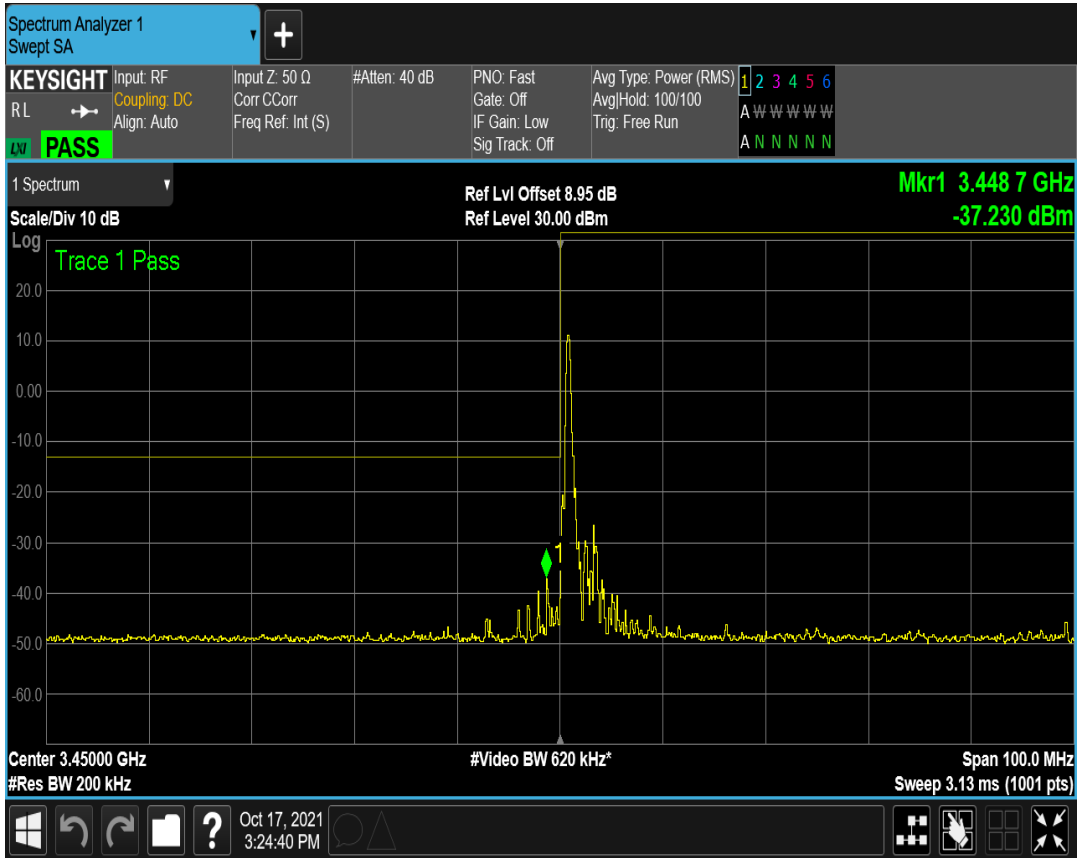 Spectrum Analyzer 1
Swept SA
+
KEYSIGHT
R L
LXI PASS
Input: RF
Coupling: DC
Align: Auto
Input Z: 50 Ω
Corr CCorr
Freq Ref: Int (S)
#Atten: 40 dB
PNO: Fast
Gate: Off
IF Gain: Low
Sig Track: Off
Avg Type: Power (RMS)
Avg|Hold: 100/100
Trig: Free Run
1 2 3 4 5 6
A W W W W W
A N N N N N
1 Spectrum
Scale/Div 10 dB
Ref Lvl Offset 8.95 dB
Ref Level 30.00 dBm
Mkr1 3.448 7 GHz
-37.230 dBm
Log
Trace 1 Pass
20.0
10.0
0.00
-10.0
-20.0
-30.0
1
-40.0
-50.0
-60.0
Center 3.45000 GHz
#Res BW 200 kHz
#Video BW 620 kHz*
Span 100.0 MHz
Sweep 3.13 ms (1001 pts)
?
Oct 17, 2021
3:24:40 PM